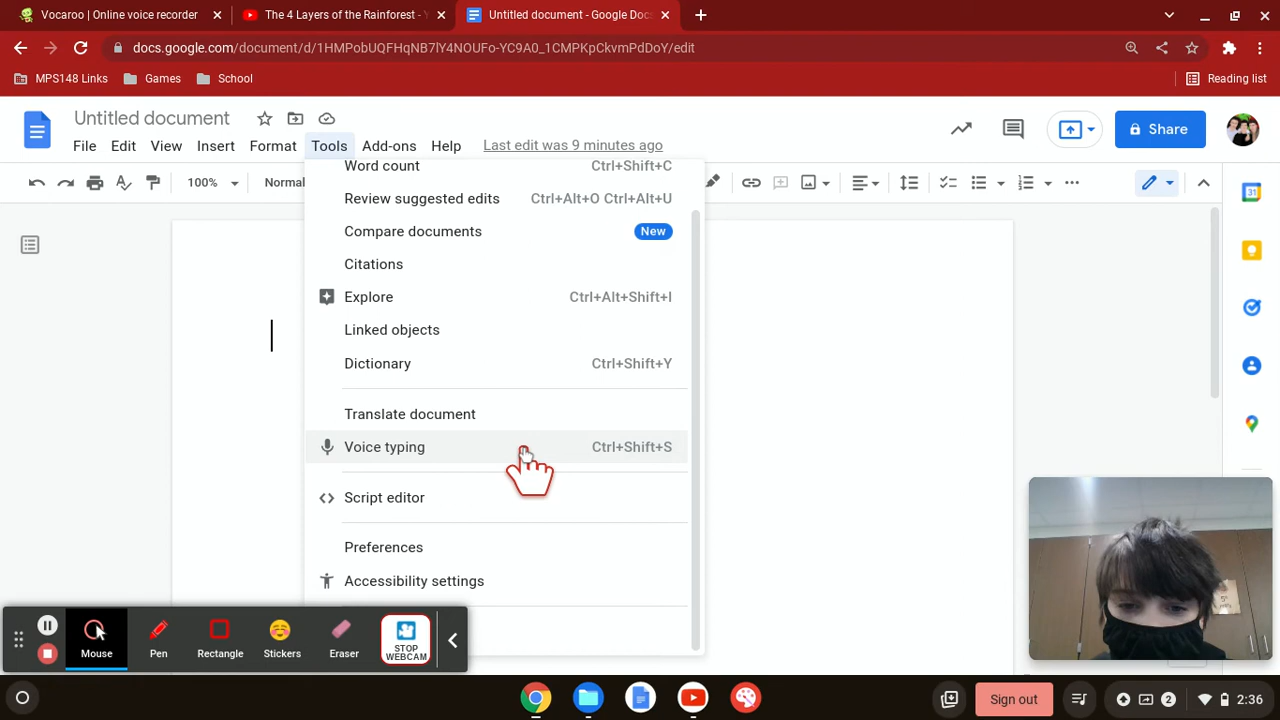 Vocaroo | Online voice recorder
The 4 Layers of the Rainforest - Y
Untitled document - Google Docs
docs.google.com/document/d/1HMPobUQFHqNB7lY4NOUFo-YC9A0_1CMPKpCkvmPdDoY/edit
MPS148 Links
Games
School
Reading list
Untitled document
File Edit View Insert Format Tools Add-ons Help Last edit was 9 minutes ago
Share
100%
Normal
31
Word count Ctrl+Shift+C
Review suggested edits Ctrl+Alt+O Ctrl+Alt+U
Compare documents New
Citations
Explore Ctrl+Alt+Shift+I
Linked objects
Dictionary Ctrl+Shift+Y
Translate document
Voice typing Ctrl+Shift+S
Script editor
Preferences
Accessibility settings
Mouse
Pen
Rectangle
Stickers
Eraser
STOP
WEBCAM
Sign out
2
2:36